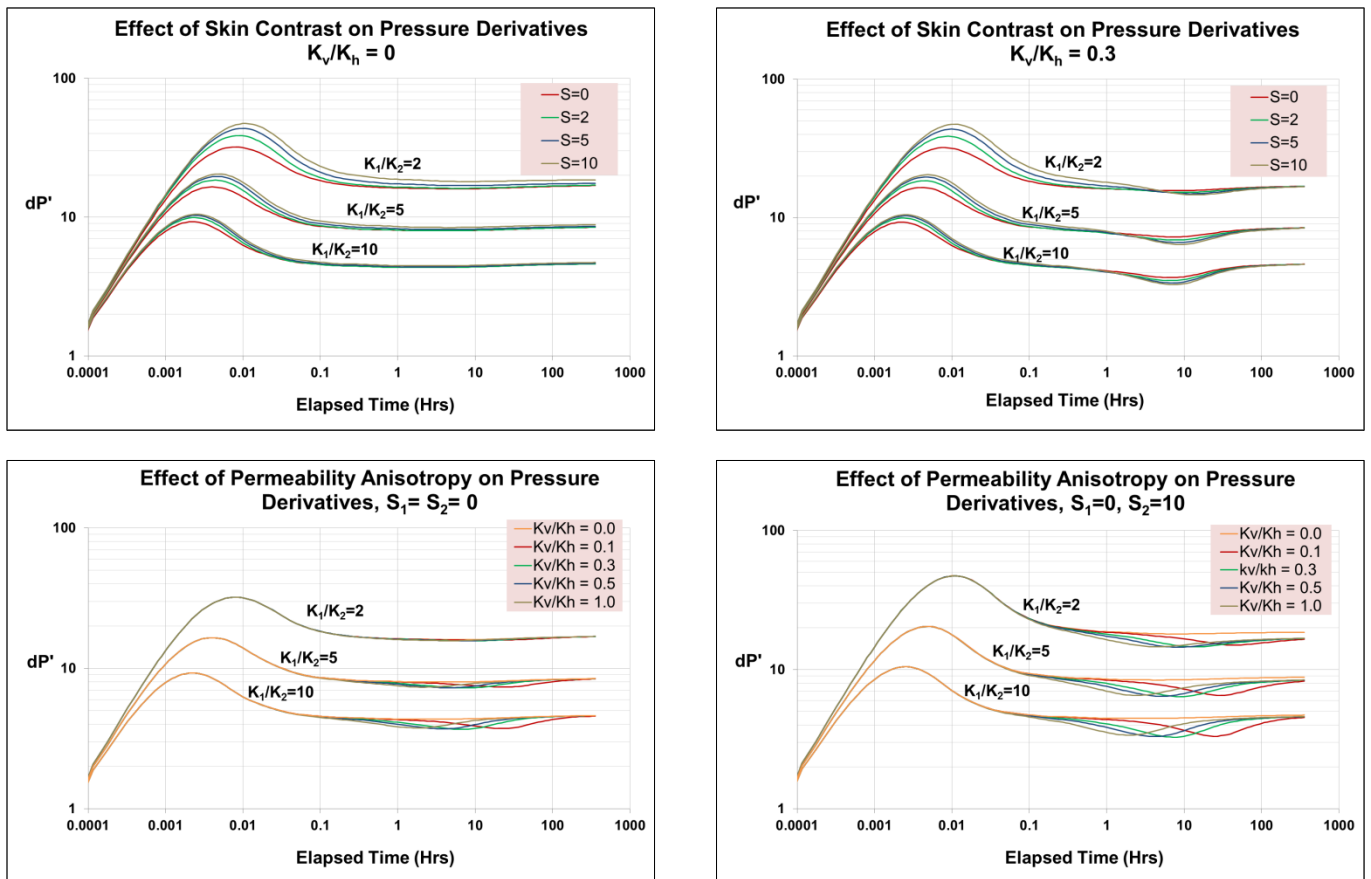 Effect of Skin Contrast on Pressure Derivatives
Kᵥ/Kₕ = 0
100
10
1
dP'
S=0
S=2
S=5
S=10
K₁/K₂=2
K₁/K₂=5
K₁/K₂=10
0.0001 0.001 0.01 0.1 1 10 100 1000
Elapsed Time (Hrs)
Effect of Skin Contrast on Pressure Derivatives
Kᵥ/Kₕ = 0.3
100
10
1
dP'
S=0
S=2
S=5
S=10
K₁/K₂=2
K₁/K₂=5
K₁/K₂=10
0.0001 0.001 0.01 0.1 1 10 100 1000
Elapsed Time (Hrs)
Effect of Permeability Anisotropy on Pressure
Derivatives, S₁= S₂= 0
100
10
1
dP'
Kv/Kh = 0.0
Kv/Kh = 0.1
Kv/Kh = 0.3
Kv/Kh = 0.5
Kv/Kh = 1.0
K₁/K₂=2
K₁/K₂=5
K₁/K₂=10
0.0001 0.001 0.01 0.1 1 10 100 1000
Elapsed Time (Hrs)
Effect of Permeability Anisotropy on Pressure
Derivatives, S₁=0, S₂=10
100
10
1
dP'
Kv/Kh = 0.0
Kv/Kh = 0.1
kv/kh = 0.3
Kv/Kh = 0.5
Kv/Kh = 1.0
K₁/K₂=2
K₁/K₂=5
K₁/K₂=10
0.0001 0.001 0.01 0.1 1 10 100 1000
Elapsed Time (Hrs)